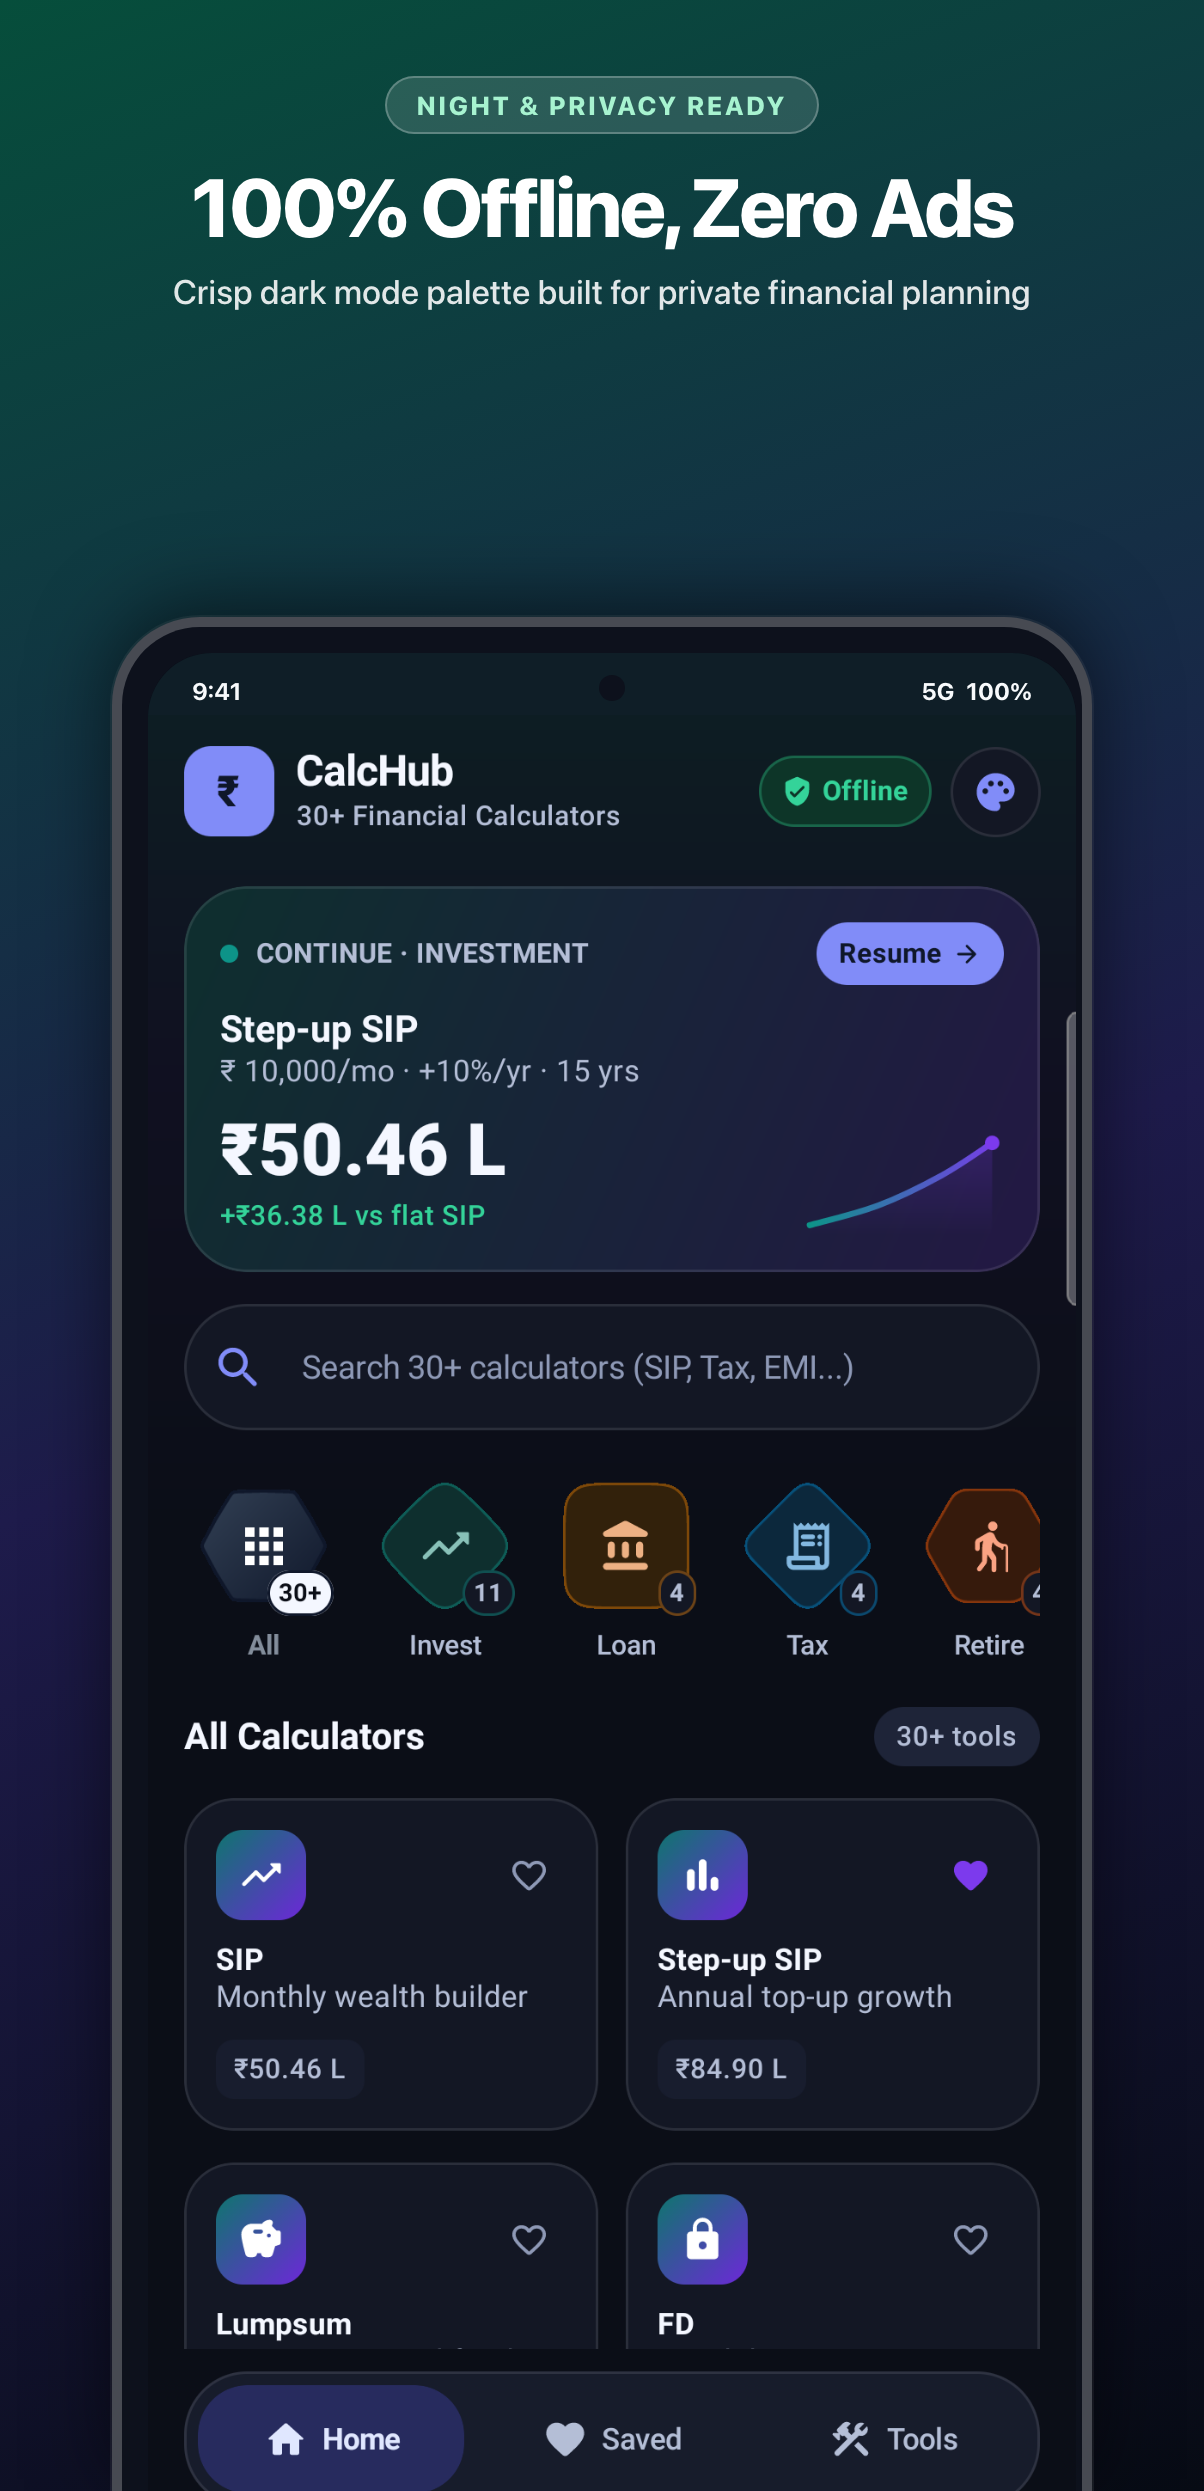 NIGHT & PRIVACY READY
100% Offline, Zero Ads
Crisp dark mode palette built for private financial planning
9:41
5G 100%
₹
CalcHub
30+ Financial Calculators
Offline
CONTINUE · INVESTMENT
Resume →
Step-up SIP
₹ 10,000/mo · +10%/yr · 15 yrs
₹50.46 L
+₹36.38 L vs flat SIP
Search 30+ calculators (SIP, Tax, EMI...)
30+
11
4
4
All
Invest
Loan
Tax
Retire
All Calculators
30+ tools
SIP
Monthly wealth builder
₹50.46 L
Step-up SIP
Annual top-up growth
₹84.90 L
Lumpsum
FD
Home
Saved
Tools